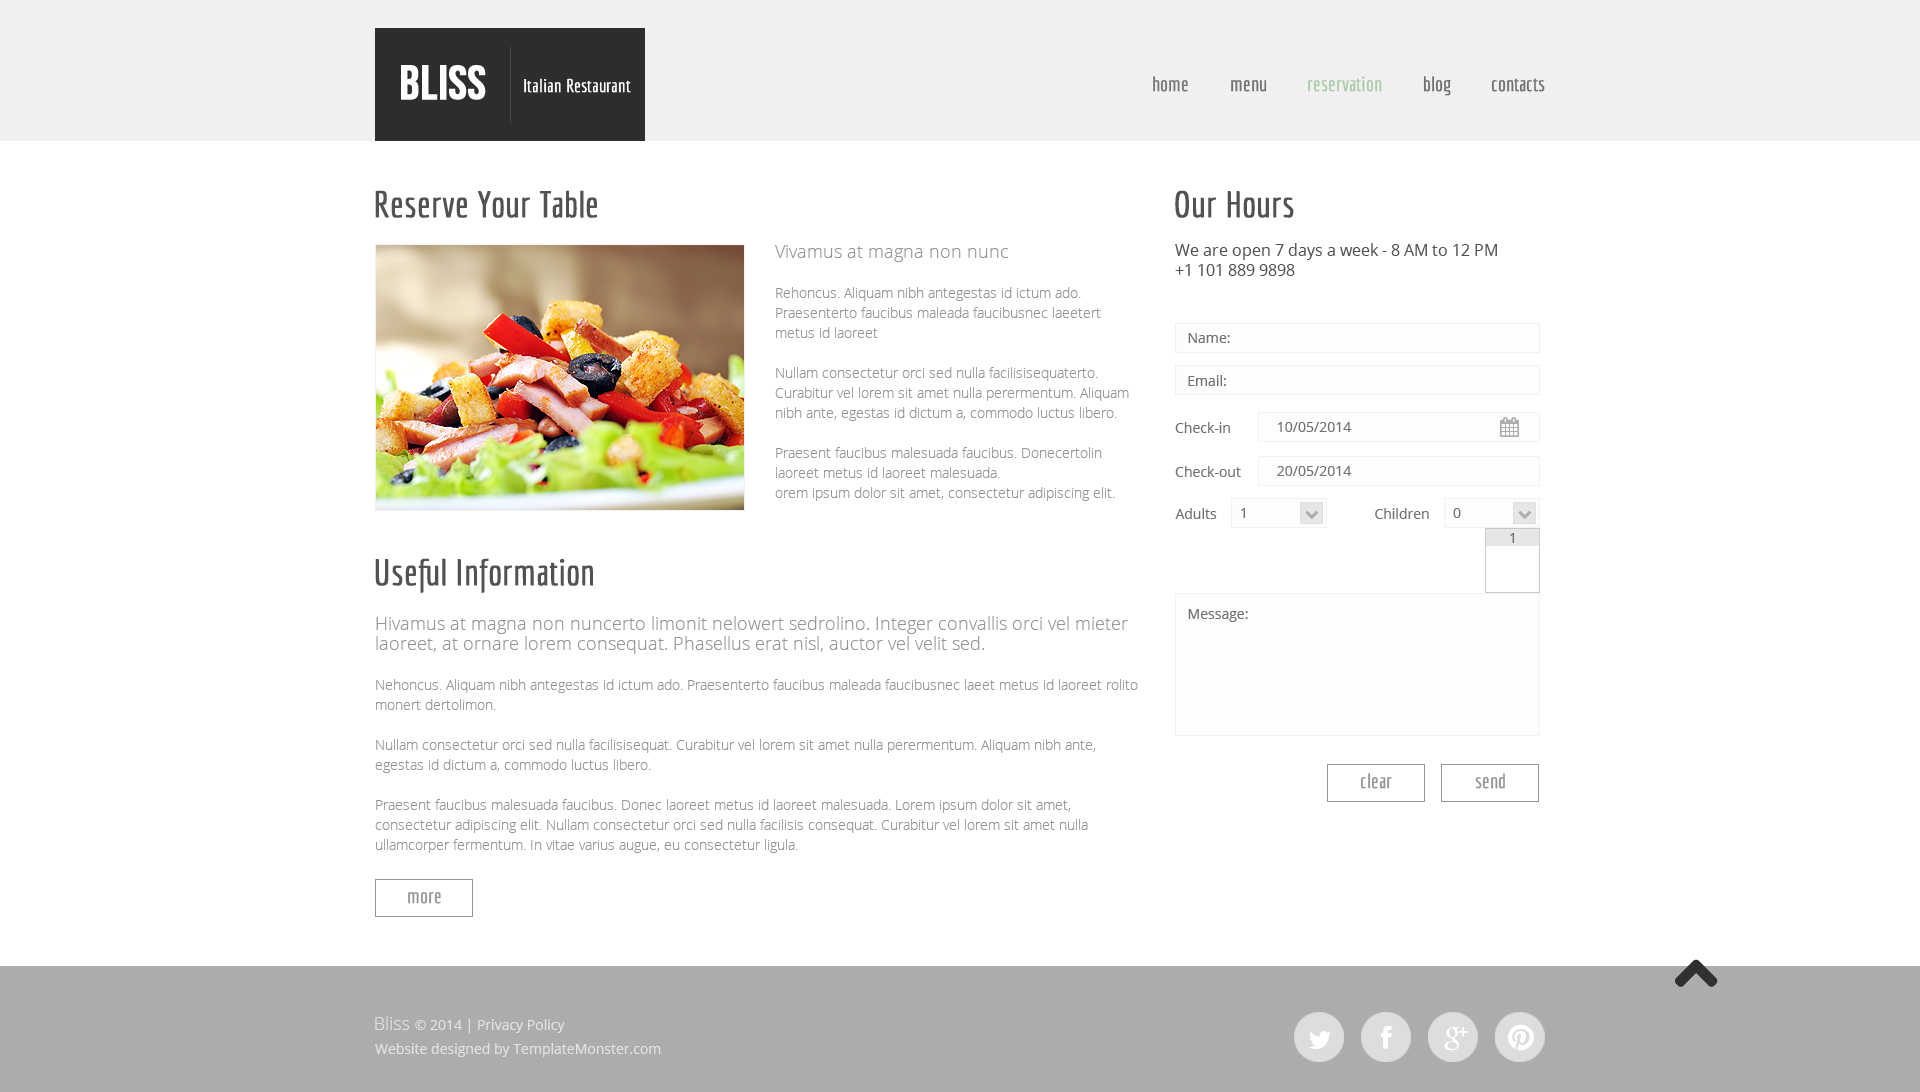 BLISS
Italian Restaurant
home
menu
reservation
blog
contacts
Reserve Your Table
Vivamus at magna non nunc
Rehoncus. Aliquam nibh antegestas id ictum ado.
Praesenterto faucibus maleada faucibusnec laeetert
metus id laoreet
Nullam consectetur orci sed nulla facilisisequaterto.
Curabitur vel lorem sit amet nulla perermentum. Aliquam
nibh ante, egestas id dictum a, commodo luctus libero.
Praesent faucibus malesuada faucibus. Donecertolin
laoreet metus id laoreet malesuada.
orem ipsum dolor sit amet, consectetur adipiscing elit.
Useful Information
Hivamus at magna non nuncerto limonit nelowert sedrolino. Integer convallis orci vel mieter
laoreet, at ornare lorem consequat. Phasellus erat nisl, auctor vel velit sed.
Nehoncus. Aliquam nibh antegestas id ictum ado. Praesenterto faucibus maleada faucibusnec laeet metus id laoreet rolito
monert dertolimon.
Nullam consectetur orci sed nulla facilisisequat. Curabitur vel lorem sit amet nulla perermentum. Aliquam nibh ante,
egestas id dictum a, commodo luctus libero.
Praesent faucibus malesuada faucibus. Donec laoreet metus id laoreet malesuada. Lorem ipsum dolor sit amet,
consectetur adipiscing elit. Nullam consectetur orci sed nulla facilisis consequat. Curabitur vel lorem sit amet nulla
ullamcorper fermentum. In vitae varius augue, eu consectetur ligula.
more
Our Hours
We are open 7 days a week - 8 AM to 12 PM
+1 101 889 9898
Name:
Email:
Check-in 10/05/2014
Check-out 20/05/2014
Adults 1 Children 0
1
Message:
clear
send
Bliss © 2014 | Privacy Policy
Website designed by TemplateMonster.com
f
g+